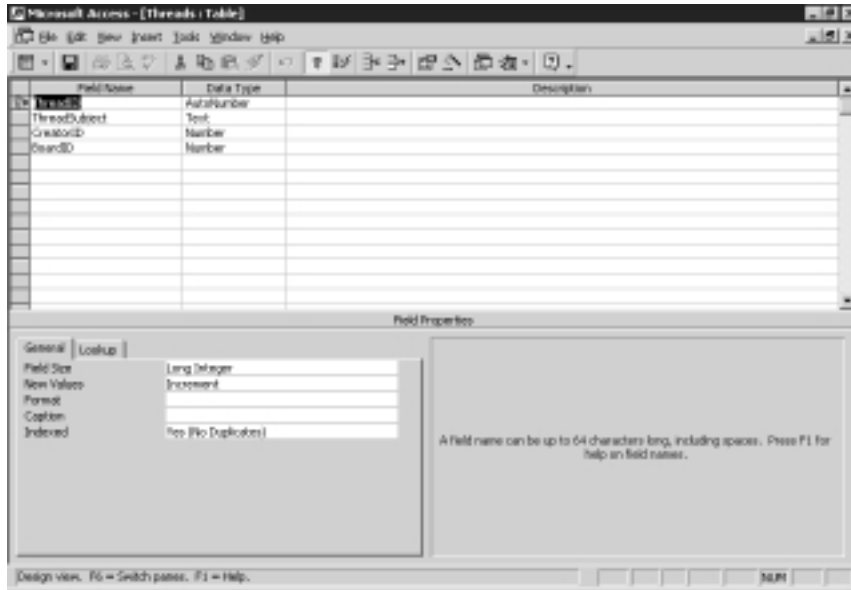 Microsoft Access - [Threads : Table]
File Edit View Insert Tools Window Help
Field Name Data Type Description
ThreadID AutoNumber
ThreadSubject Text
CreatorID Number
BoardID Number
Field Properties
General Lookup
Field Size Long Integer
New Values Increment
Format
Caption
Indexed Yes (No Duplicates)
A field name can be up to 64 characters long, including spaces. Press F1 for
help on field names.
Design view. F6 = Switch panes. F1 = Help. NUM